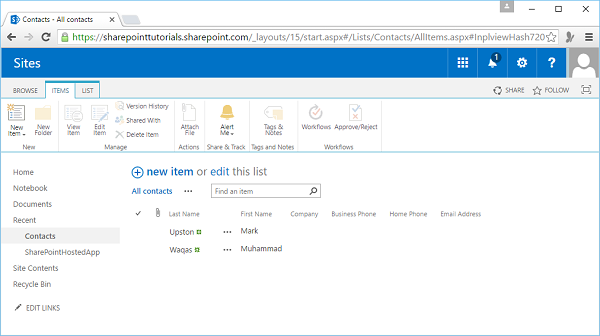 Contacts - All contacts
https://sharepointtutorials.sharepoint.com/_layouts/15/start.aspx#/Lists/Contacts/AllItems.aspx#InplviewHash720
Sites
1
?
BROWSE ITEMS LIST SHARE FOLLOW
New Item New Folder View Item Edit Item Version History Shared With Delete Item Attach File Alert Me Tags & Notes Workflows Approve/Reject
New Manage Actions Share & Track Tags and Notes Workflows
Home
Notebook
Documents
Recent
Contacts
SharePointHostedApp
Site Contents
Recycle Bin
EDIT LINKS
new item or edit this list
All contacts ••• Find an item
Last Name First Name Company Business Phone Home Phone Email Address
Upston ••• Mark
Waqas ••• Muhammad